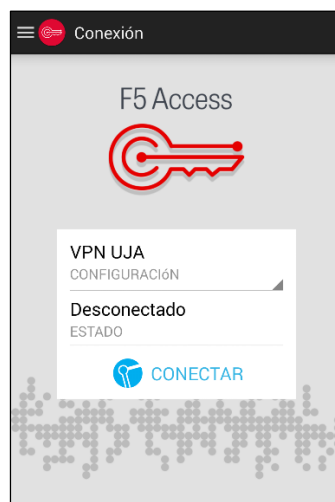 Conexión
F5 Access
VPN UJA
CONFIGURACIóN
Desconectado
ESTADO
CONECTAR